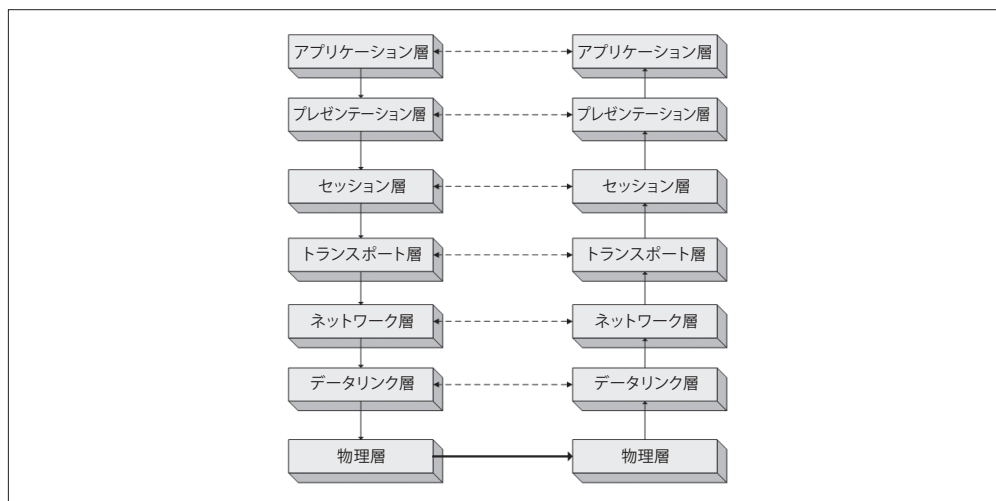 アプリケーション層 アプリケーション層
プレゼンテーション層 プレゼンテーション層
セッション層 セッション層
トランスポート層 トランスポート層
ネットワーク層 ネットワーク層
データリンク層 データリンク層
物理層 物理層